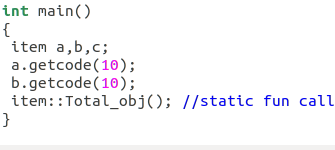 int main()
{
item a,b,c;
a.getcode(10);
b.getcode(10);
item::Total_obj(); //static fun call
}